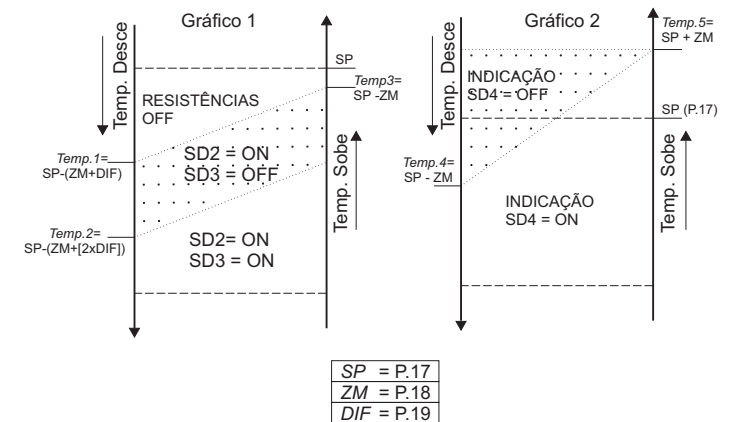 Gráfico 1
Temp. Desce
SP
Temp3=
SP -ZM
RESISTÊNCIAS
OFF
Temp.1=
SP-(ZM+DIF)
SD2 = ON
SD3 = OFF
Temp. Sobe
Temp.2=
SP-(ZM+[2xDIF])
SD2= ON
SD3 = ON
Gráfico 2
Temp. Desce
Temp.5=
SP + ZM
INDICAÇÃO
SD4 = OFF
SP (P.17)
Temp.4=
SP - ZM
Temp. Sobe
INDICAÇÃO
SD4 = ON
SP = P.17
ZM = P.18
DIF = P.19